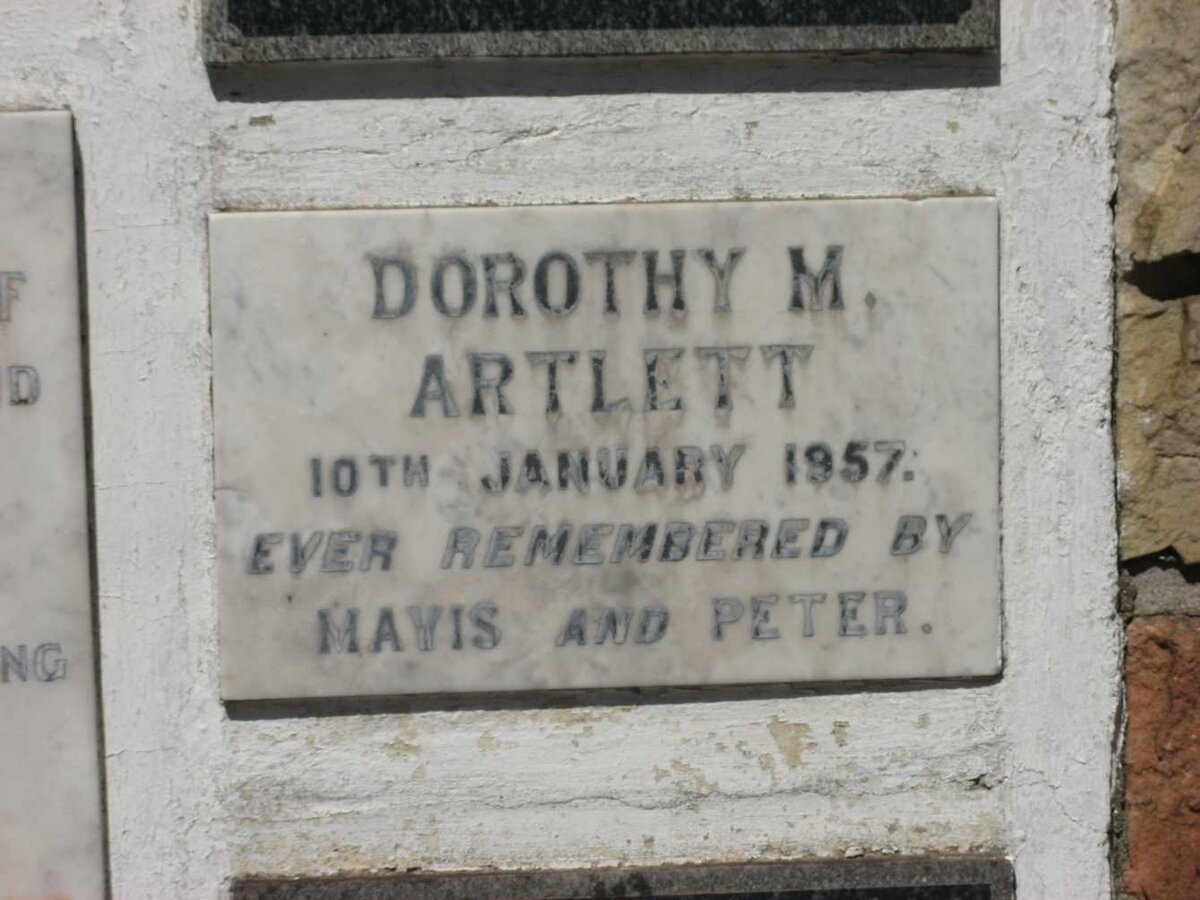 DOROTHY M.
ARTLETT
10TH JANUARY 1957.
EVER REMEMBERED BY
MAVIS AND PETER.